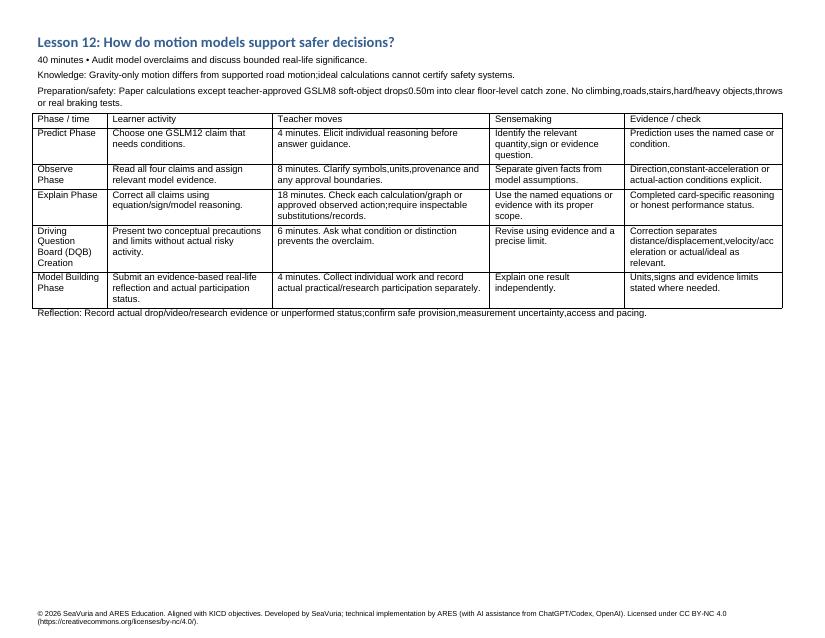 Lesson 12: How do motion models support safer decisions?
40 minutes • Audit model overclaims and discuss bounded real-life significance.
Knowledge: Gravity-only motion differs from supported road motion;ideal calculations cannot certify safety systems.
Preparation/safety: Paper calculations except teacher-approved GSLM8 soft-object drops≤0.50m into clear floor-level catch zone. No climbing,roads,stairs,hard/heavy objects,throws
or real braking tests.
Phase / time
Learner activity
Teacher moves
Sensemaking
Evidence / check
Predict Phase
Choose one GSLM12 claim that
needs conditions.
4 minutes. Elicit individual reasoning before
answer guidance.
Identify the relevant
quantity,sign or evidence
question.
Prediction uses the named case or
condition.
Observe
Phase
Read all four claims and assign
relevant model evidence.
8 minutes. Clarify symbols,units,provenance and
any approval boundaries.
Separate given facts from
model assumptions.
Direction,constant-acceleration or
actual-action conditions explicit.
Explain Phase
Correct all claims using
equation/sign/model reasoning.
18 minutes. Check each calculation/graph or
approved observed action;require inspectable
substitutions/records.
Use the named equations or
evidence with its proper
scope.
Completed card-specific reasoning
or honest performance status.
Driving
Question
Board (DQB)
Creation
Present two conceptual precautions
and limits without actual risky
activity.
6 minutes. Ask what condition or distinction
prevents the overclaim.
Revise using evidence and a
precise limit.
Correction separates
distance/displacement,velocity/acc
eleration or actual/ideal as
relevant.
Model Building
Phase
Submit an evidence-based real-life
reflection and actual participation
status.
4 minutes. Collect individual work and record
actual practical/research participation separately.
Explain one result
independently.
Units,signs and evidence limits
stated where needed.
Reflection: Record actual drop/video/research evidence or unperformed status;confirm safe provision,measurement uncertainty,access and pacing.
© 2026 SeaVuria and ARES Education. Aligned with KICD objectives. Developed by SeaVuria; technical implementation by ARES (with AI assistance from ChatGPT/Codex, OpenAI). Licensed under CC BY-NC 4.0
(https://creativecommons.org/licenses/by-nc/4.0/).